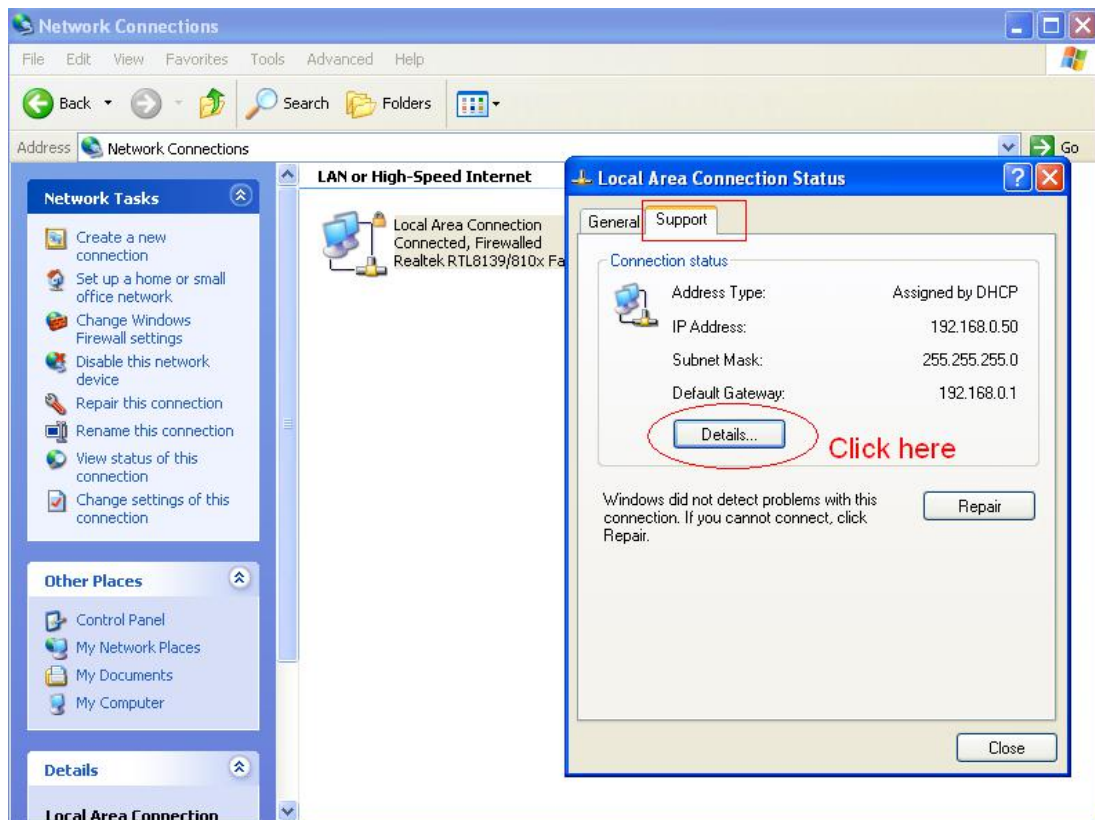 Network Connections
File Edit View Favorites Tools Advanced Help
Back Search Folders
Address Network Connections Go
Network Tasks
Create a new
connection
Set up a home or small
office network
Change Windows
Firewall settings
Disable this network
device
Repair this connection
Rename this connection
View status of this
connection
Change settings of this
connection
Other Places
Control Panel
My Network Places
My Documents
My Computer
Details
Local Area Connection
LAN or High-Speed Internet
Local Area Connection
Connected, Firewalled
Realtek RTL8139/810x Fa
Local Area Connection Status
General Support
Connection status
Address Type: Assigned by DHCP
IP Address: 192.168.0.50
Subnet Mask: 255.255.255.0
Default Gateway: 192.168.0.1
Details...
Click here
Windows did not detect problems with this
connection. If you cannot connect, click
Repair.
Repair
Close